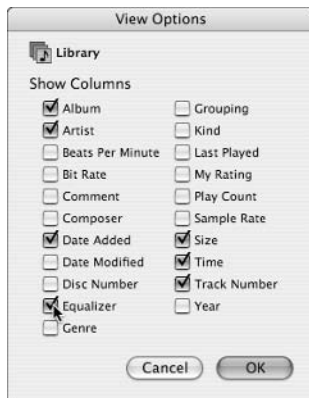 View Options
Library
Show Columns
Album Grouping
Artist Kind
Beats Per Minute Last Played
Bit Rate My Rating
Comment Play Count
Composer Sample Rate
Date Added Size
Date Modified Time
Disc Number Track Number
Equalizer Year
Genre
Cancel OK